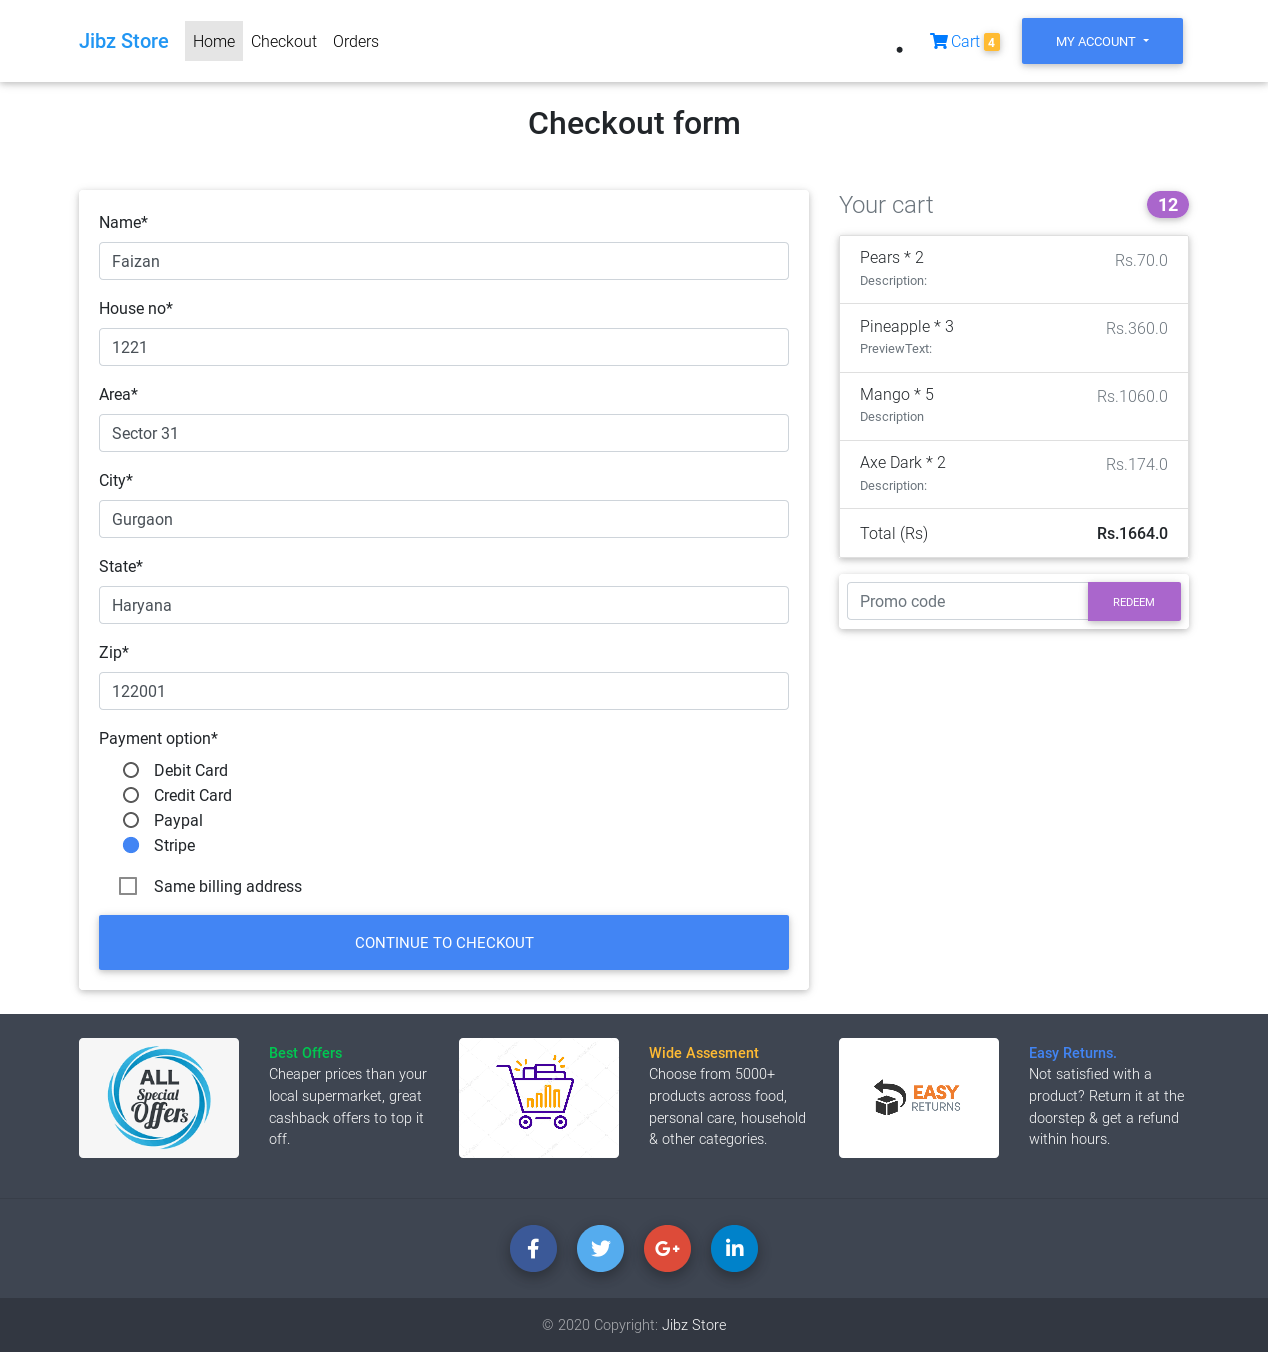 Jibz Store
Home
Checkout
Orders
Cart 4
MY ACCOUNT
Checkout form
Name*
Faizan
House no*
1221
Area*
Sector 31
City*
Gurgaon
State*
Haryana
Zip*
122001
Payment option*
Debit Card
Credit Card
Paypal
Stripe
Same billing address
CONTINUE TO CHECKOUT
Your cart
12
Pears * 2
Rs.70.0
Description:
Pineapple * 3
Rs.360.0
PreviewText:
Mango * 5
Rs.1060.0
Description
Axe Dark * 2
Rs.174.0
Description:
Total (Rs)
Rs.1664.0
Promo code
REDEEM
ALL
Special
Offers
Best Offers
Cheaper prices than your
local supermarket, great
cashback offers to top it
off.
Wide Assesment
Choose from 5000+
products across food,
personal care, household
& other categories.
EASY
RETURNS
Easy Returns.
Not satisfied with a
product? Return it at the
doorstep & get a refund
within hours.
© 2020 Copyright: Jibz Store